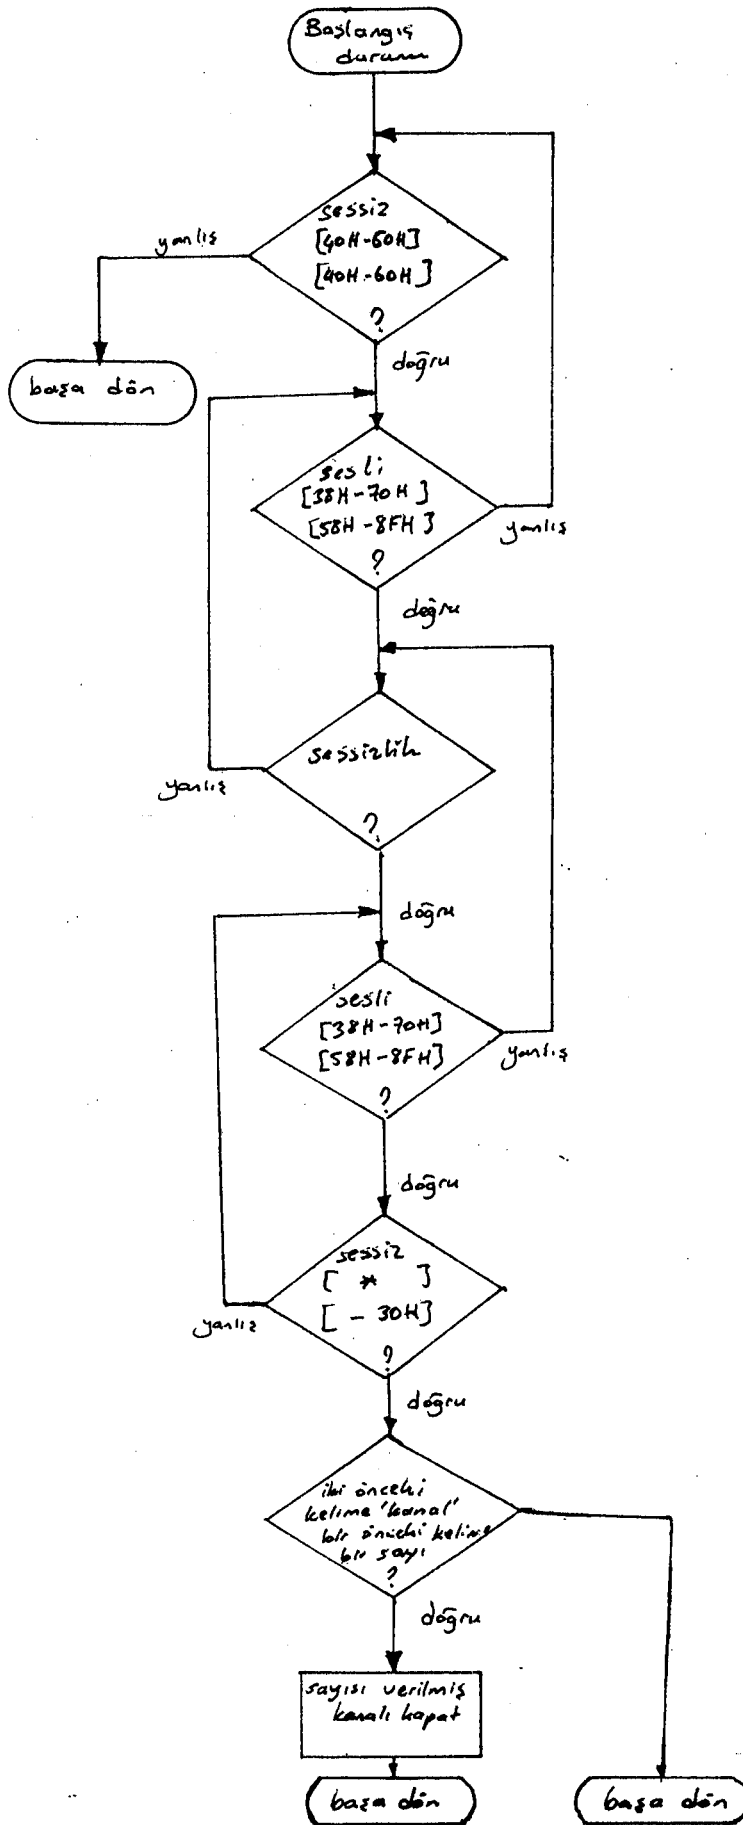 Başlangıç
durumu
sessiz
[40H-60H]
[40H-60H]
?
yanlış
başa dön
doğru
sesli
[38H-70H]
[58H-8FH]
?
yanlış
doğru
sessizlik
?
yanlış
doğru
sesli
[38H-70H]
[58H-8FH]
?
yanlış
doğru
sessiz
[ * ]
[ - 30H]
?
yanlış
doğru
iki önceki
kelime 'kanal'
bir önceki kelime
bir sayı
?
doğru
sayısı verilmiş
kanalı kapat
başa dön
başa dön